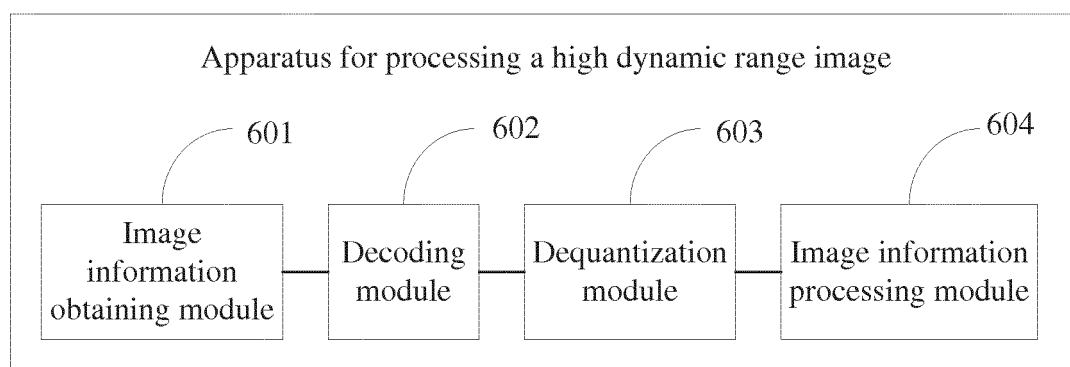 Apparatus for processing a high dynamic range image
601
602
603
604
Image
information
obtaining module
Decoding
module
Dequantization
module
Image information
processing module